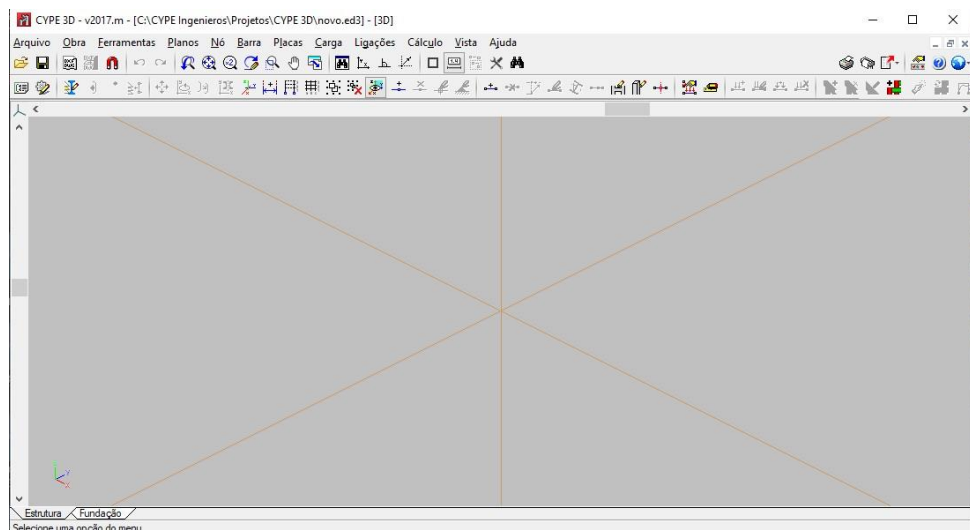 CYPE 3D - v2017.m - [C:\CYPE Ingenieros\Projetos\CYPE 3D\novo.ed3] - [3D]
Arquivo Obra Ferramentas Planos Nó Barra Placas Carga Ligações Cálculo Vista Ajuda
Estrutura Fundação
Selecione uma opção do menu